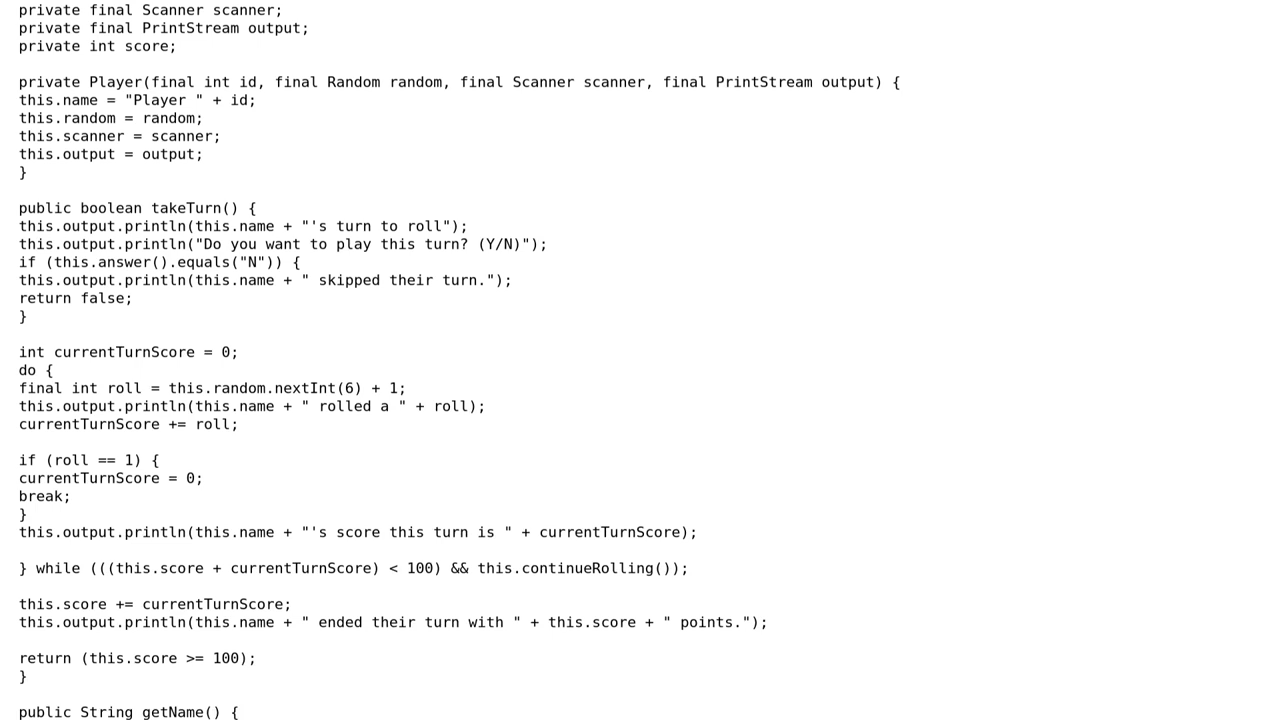 private final Scanner scanner;
private final PrintStream output;
private int score;

private Player(final int id, final Random random, final Scanner scanner, final PrintStream output) {
this.name = "Player " + id;
this.random = random;
this.scanner = scanner;
this.output = output;
}

public boolean takeTurn() {
this.output.println(this.name + "'s turn to roll");
this.output.println("Do you want to play this turn? (Y/N)");
if (this.answer().equals("N")) {
this.output.println(this.name + " skipped their turn.");
return false;
}

int currentTurnScore = 0;
do {
final int roll = this.random.nextInt(6) + 1;
this.output.println(this.name + " rolled a " + roll);
currentTurnScore += roll;

if (roll == 1) {
currentTurnScore = 0;
break;
}
this.output.println(this.name + "'s score this turn is " + currentTurnScore);

} while (((this.score + currentTurnScore) < 100) && this.continueRolling());

this.score += currentTurnScore;
this.output.println(this.name + " ended their turn with " + this.score + " points.");

return (this.score >= 100);
}

public String getName() {